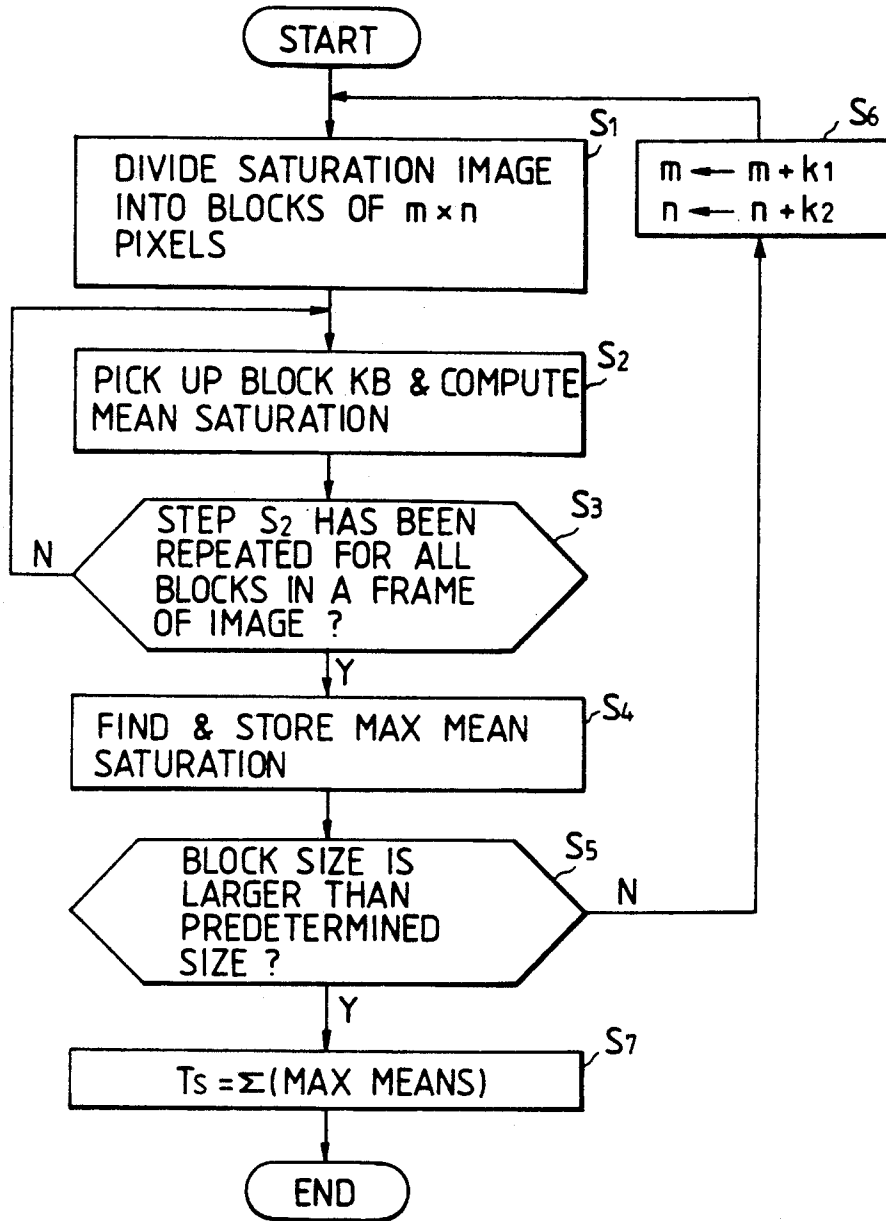 START
S1
DIVIDE SATURATION IMAGE
INTO BLOCKS OF m × n
PIXELS
S6
m ← m + k1
n ← n + k2
S2
PICK UP BLOCK KB & COMPUTE
MEAN SATURATION
S3
STEP S2 HAS BEEN
REPEATED FOR ALL
BLOCKS IN A FRAME
OF IMAGE ?
N
Y
S4
FIND & STORE MAX MEAN
SATURATION
S5
BLOCK SIZE IS
LARGER THAN
PREDETERMINED
SIZE ?
N
Y
S7
Ts = Σ(MAX MEANS)
END